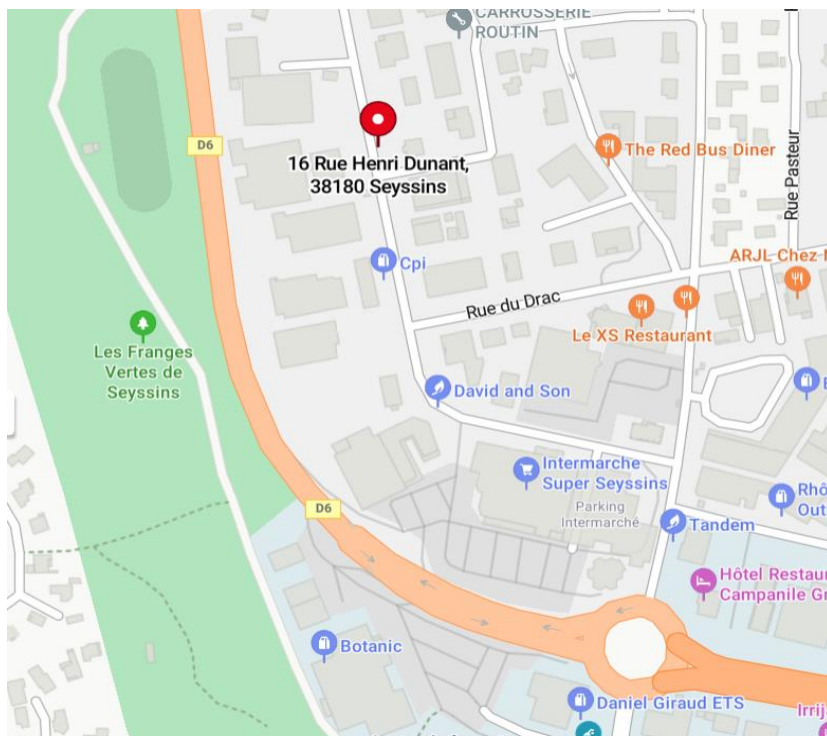 CARROSSERIE
ROUTIN
D6
The Red Bus Diner
16 Rue Henri Dunant,
38180 Seyssins
Rue Pasteur
Cpi
ARJL Chez
Rue du Drac
Le XS Restaurant
Les Franges
Vertes de
Seyssins
David and Son
Intermarche
Super Seyssins
Rhô
Out
Parking
Intermarché
D6
Tandem
Hôtel Restau
Campanile Gr
Botanic
Daniel Giraud ETS
Irrij